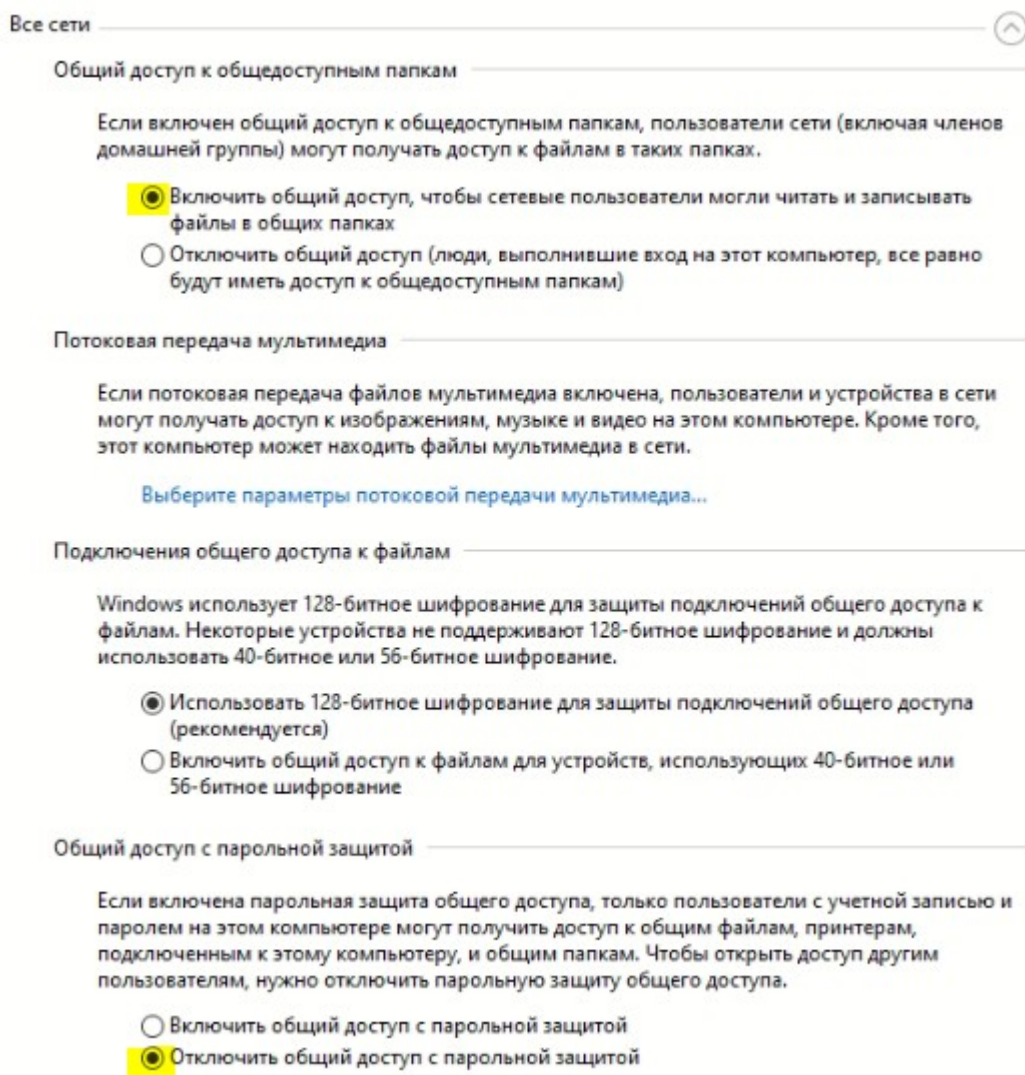 Все сети
Общий доступ к общедоступным папкам
Если включен общий доступ к общедоступным папкам, пользователи сети (включая членов
домашней группы) могут получать доступ к файлам в таких папках.
Включить общий доступ, чтобы сетевые пользователи могли читать и записывать
файлы в общих папках
Отключить общий доступ (люди, выполнившие вход на этот компьютер, все равно
будут иметь доступ к общедоступным папкам)
Потоковая передача мультимедиа
Если потоковая передача файлов мультимедиа включена, пользователи и устройства в сети
могут получать доступ к изображениям, музыке и видео на этом компьютере. Кроме того,
этот компьютер может находить файлы мультимедиа в сети.
Выберите параметры потоковой передачи мультимедиа...
Подключения общего доступа к файлам
Windows использует 128-битное шифрование для защиты подключений общего доступа к
файлам. Некоторые устройства не поддерживают 128-битное шифрование и должны
использовать 40-битное или 56-битное шифрование.
Использовать 128-битное шифрование для защиты подключений общего доступа
(рекомендуется)
Включить общий доступ к файлам для устройств, использующих 40-битное или
56-битное шифрование
Общий доступ с парольной защитой
Если включена парольная защита общего доступа, только пользователи с учетной записью и
паролем на этом компьютере могут получить доступ к общим файлам, принтерам,
подключенным к этому компьютеру, и общим папкам. Чтобы открыть доступ другим
пользователям, нужно отключить парольную защиту общего доступа.
Включить общий доступ с парольной защитой
Отключить общий доступ с парольной защитой